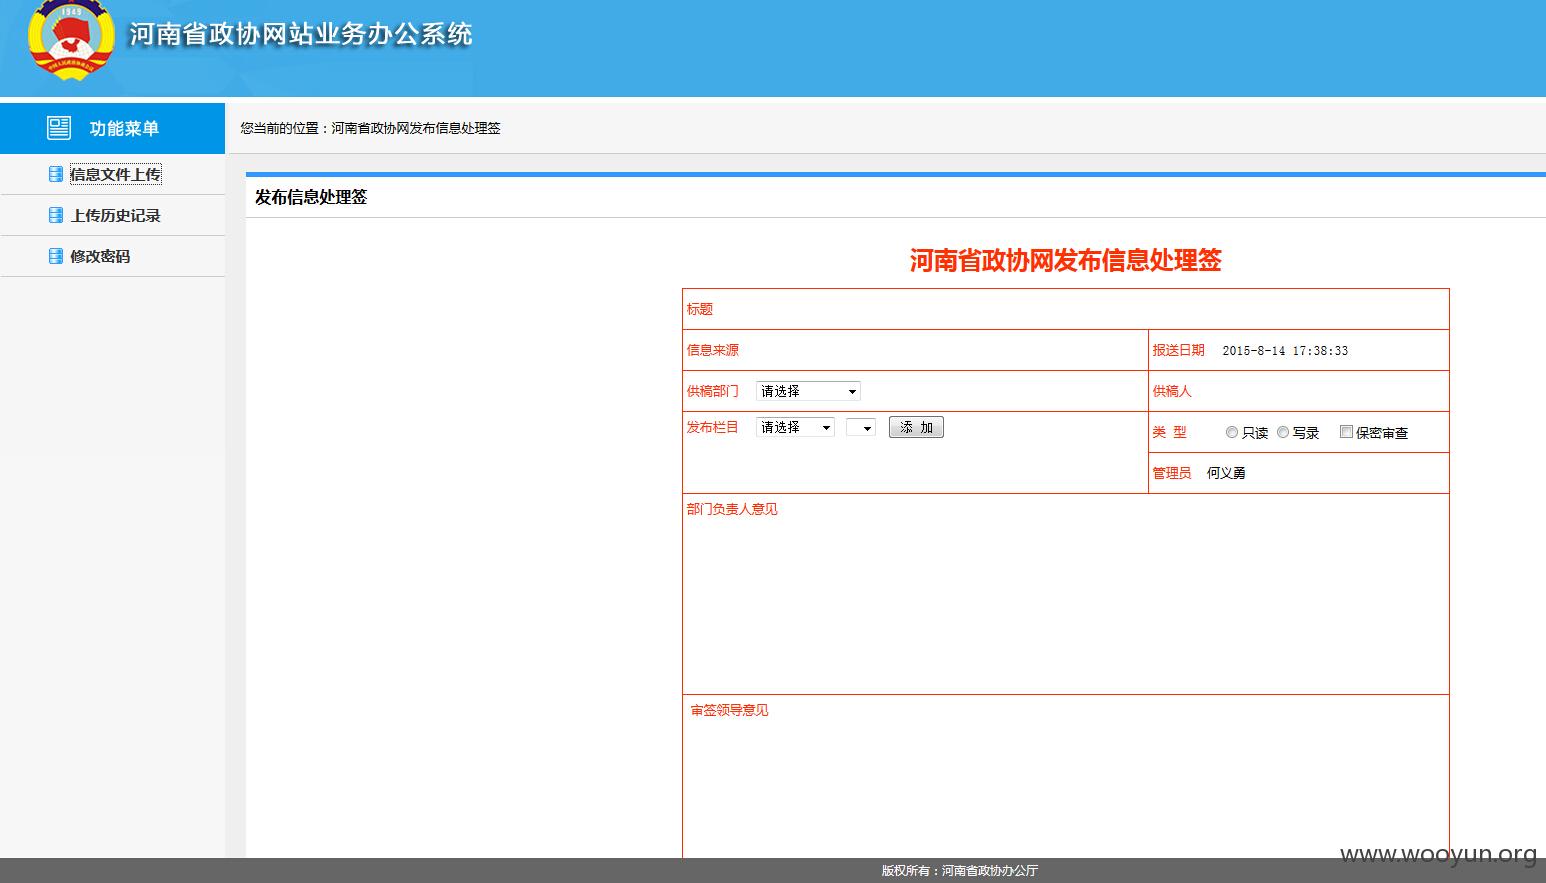 1949
河南省政协网站业务办公系统
功能菜单
您当前的位置：河南省政协网发布信息处理签
信息文件上传
上传历史记录
修改密码
发布信息处理签
河南省政协网发布信息处理签
标题
信息来源 报送日期 2015-8-14 17:38:33
供稿部门 请选择 供稿人
发布栏目 请选择 添 加 类 型 只读 写录 保密审查
管理员 何义勇
部门负责人意见
审签领导意见
www.wooyun.org
版权所有：河南省政协办公厅